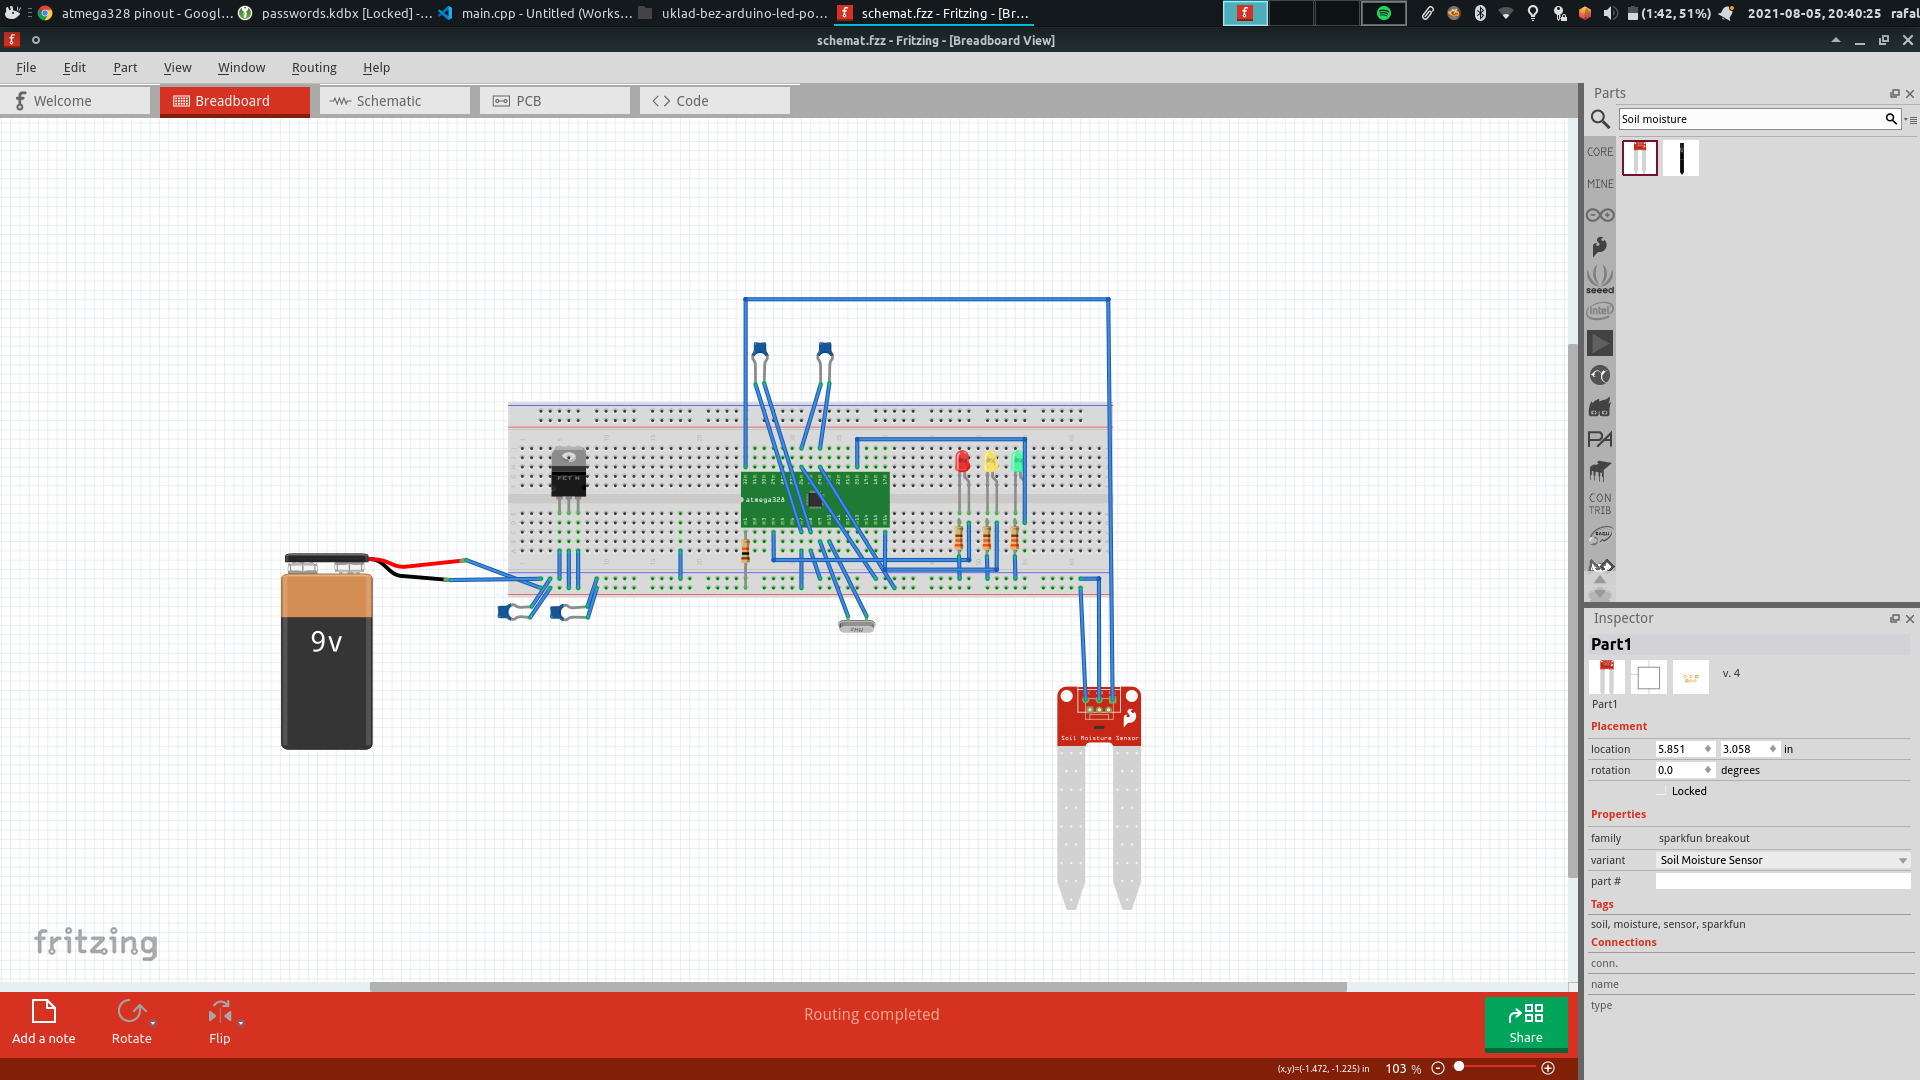 atmega328 pinout - Googl...
passwords.kdbx [Locked] -...
main.cpp - Untitled (Works...
uklad-bez-arduino-led-po...
schemat.fzz - Fritzing - [Br...
(1:42, 51%)
2021-08-05, 20:40:25
rafal
schemat.fzz - Fritzing - [Breadboard View]
File Edit Part View Window Routing Help
Welcome
Breadboard
Schematic
PCB
Code
Parts
Soil moisture
CORE
MINE
seeed
intel
PA
CON
TRIB
atmega328
9v
Soil Moisture Sensor
fritzing
Inspector
Part1
v. 4
Part1
Placement
location 5.851 3.058 in
rotation 0.0 degrees
Locked
Properties
family sparkfun breakout
variant Soil Moisture Sensor
part #
Tags
soil, moisture, sensor, sparkfun
Connections
conn.
name
type
Add a note
Rotate
Flip
Routing completed
Share
(x,y)=(-1.472, -1.225) in
103 %